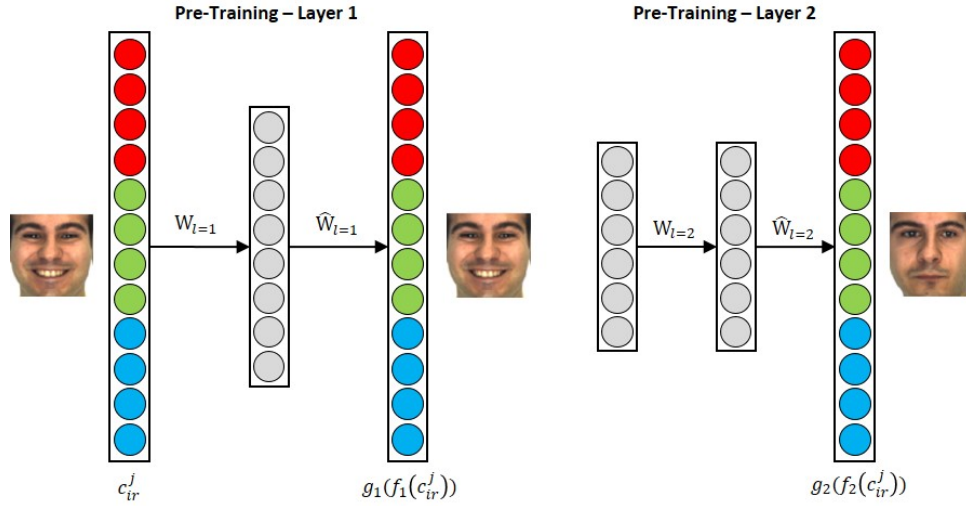 Pre-Training – Layer 1
Pre-Training – Layer 2
W_{l=1}
Ŵ_{l=1}
W_{l=2}
Ŵ_{l=2}
c_{ir}^{j}
g_1(f_1(c_{ir}^{j}))
g_2(f_2(c_{ir}^{j}))